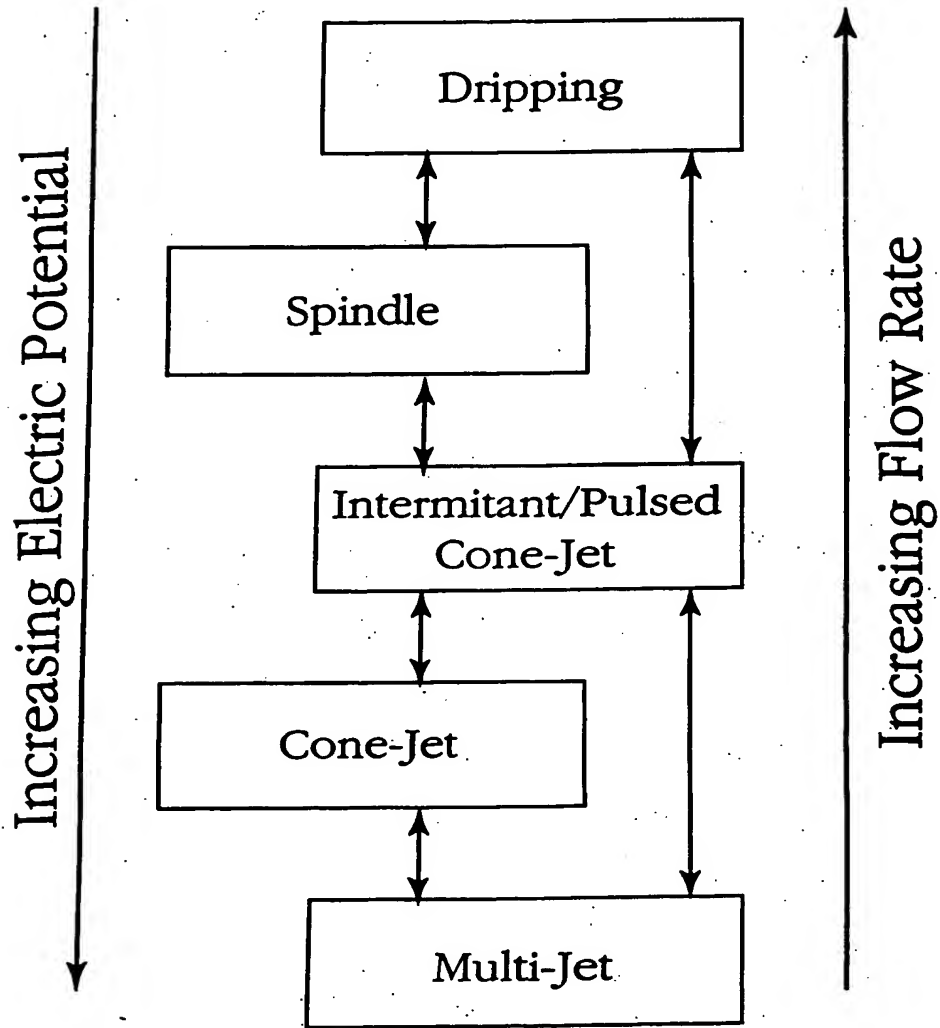 Increasing Electric Potential
Dripping
Spindle
Intermitant/Pulsed
Cone-Jet
Cone-Jet
Multi-Jet
Increasing Flow Rate